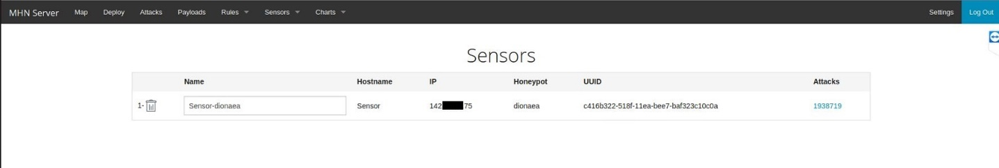 MHN Server Map Deploy Attacks Payloads Rules Sensors Charts Settings Log Out
Sensors
Name Hostname IP Honeypot UUID Attacks
1- Sensor-dionaea Sensor 142 75 dionaea c416b322-518f-11ea-bee7-baf323c10c0a 1938719